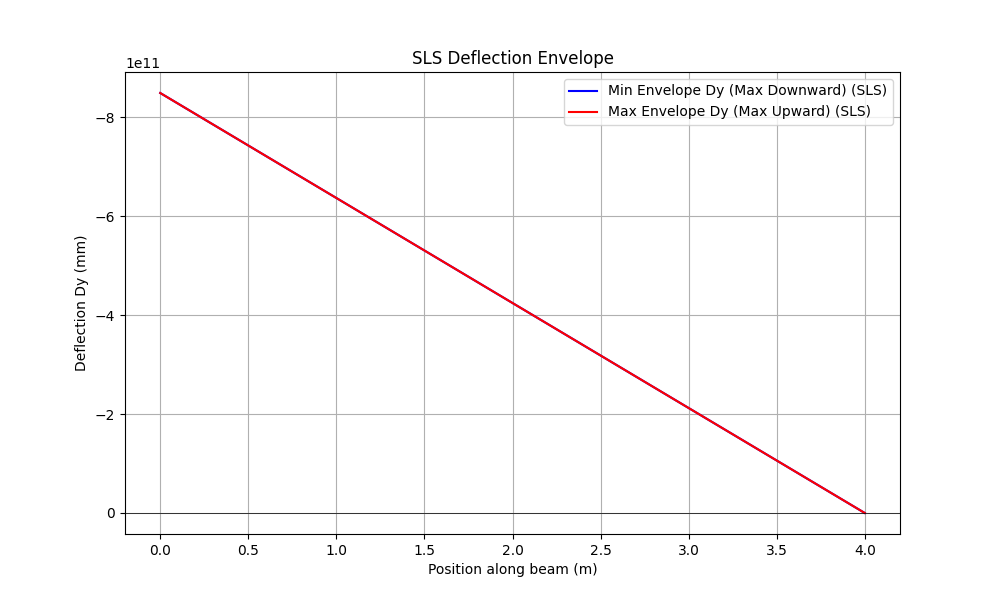 SLS Deflection Envelope
1e11
Min Envelope Dy (Max Downward) (SLS)
Max Envelope Dy (Max Upward) (SLS)
Deflection Dy (mm)
−8
−6
−4
−2
0
0.0 0.5 1.0 1.5 2.0 2.5 3.0 3.5 4.0
Position along beam (m)